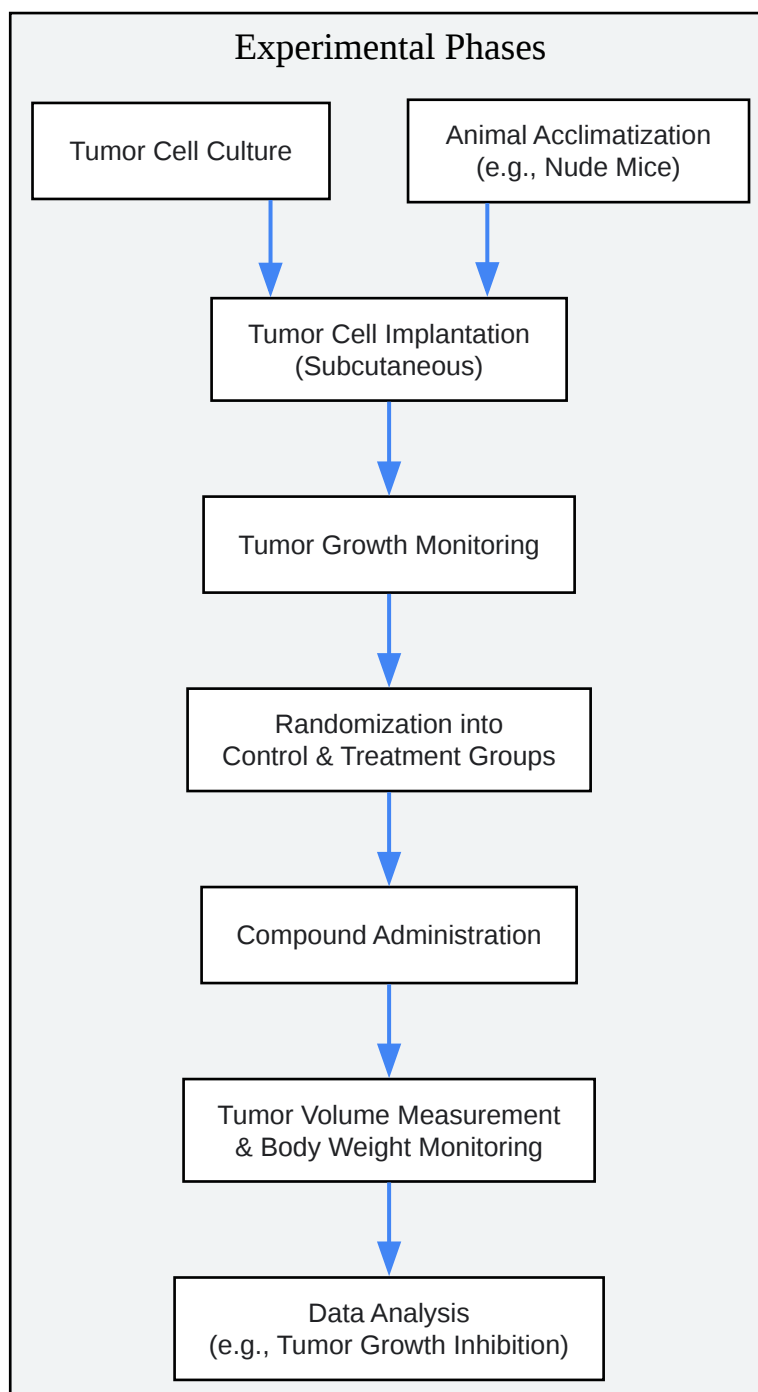 Experimental Phases
Tumor Cell Culture
Animal Acclimatization
(e.g., Nude Mice)
Tumor Cell Implantation
(Subcutaneous)
Tumor Growth Monitoring
Randomization into
Control & Treatment Groups
Compound Administration
Tumor Volume Measurement
& Body Weight Monitoring
Data Analysis
(e.g., Tumor Growth Inhibition)